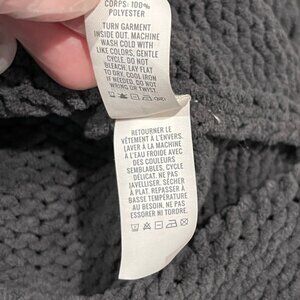 CORPS: 100%
POLYESTER
TURN GARMENT
INSIDE OUT. MACHINE
WASH COLD WITH
LIKE COLORS, GENTLE
CYCLE. DO NOT
BLEACH. LAY FLAT
TO DRY. COOL IRON
IF NEEDED. DO NOT
WRING OR TWIST.
RETOURNER LE
VÊTEMENT À L'ENVERS.
LAVER À LA MACHINE
À L'EAU FROIDE AVEC
DES COULEURS
SEMBLABLES, CYCLE
DÉLICAT. NE PAS
JAVELLISER. SÉCHER
À PLAT. REPASSER À
BASSE TEMPÉRATURE
AU BESOIN. NE PAS
ESSORER NI TORDRE.